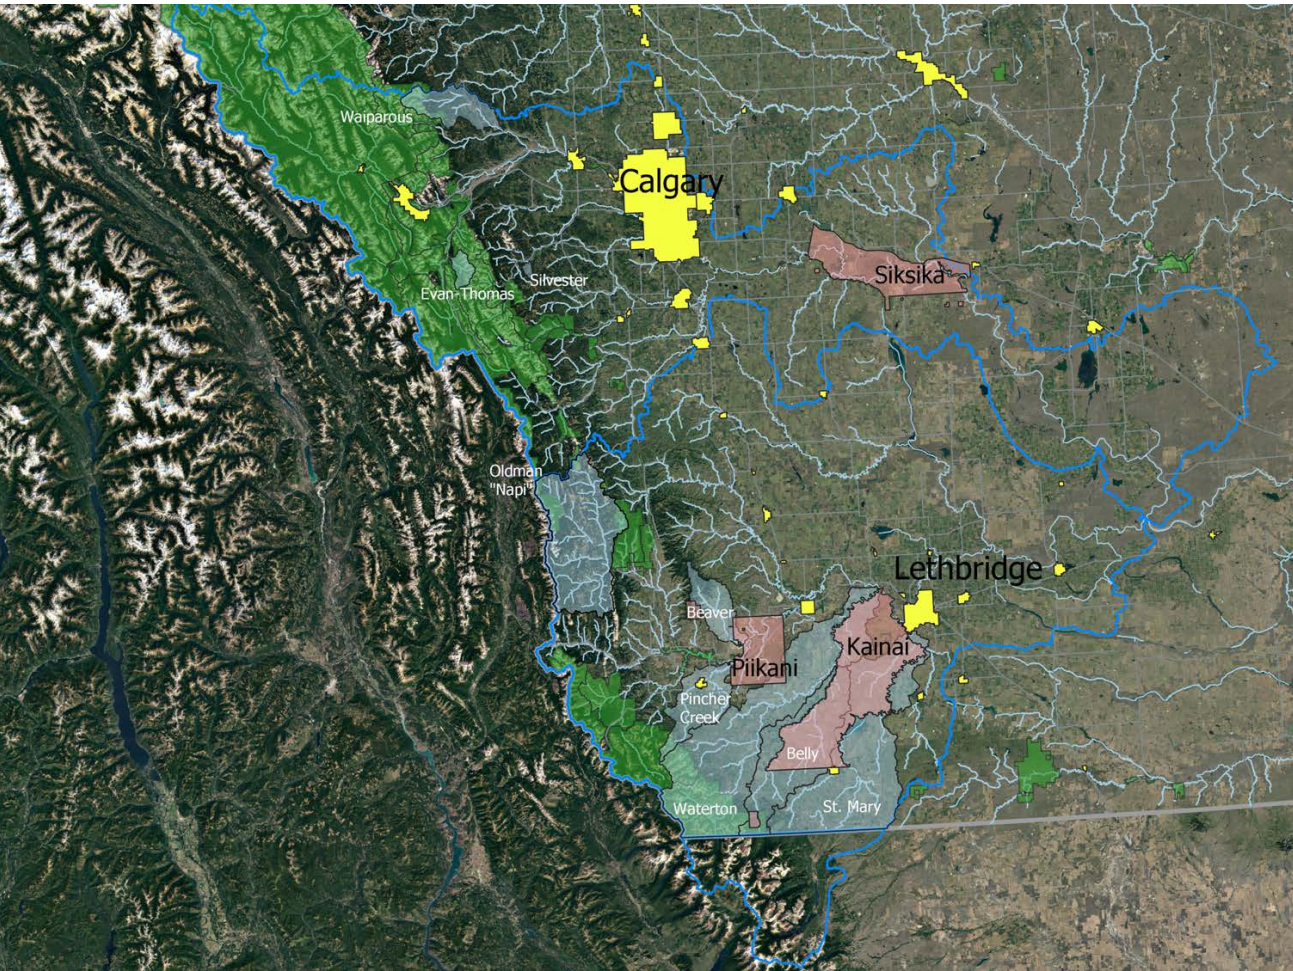 Waiparous
Calgary
Siksika
Silvester
Evan-Thomas
Oldman
"Napi"
Lethbridge
Beaver
Kainai
Piikani
Pincher
Creek
Belly
Waterton
St. Mary